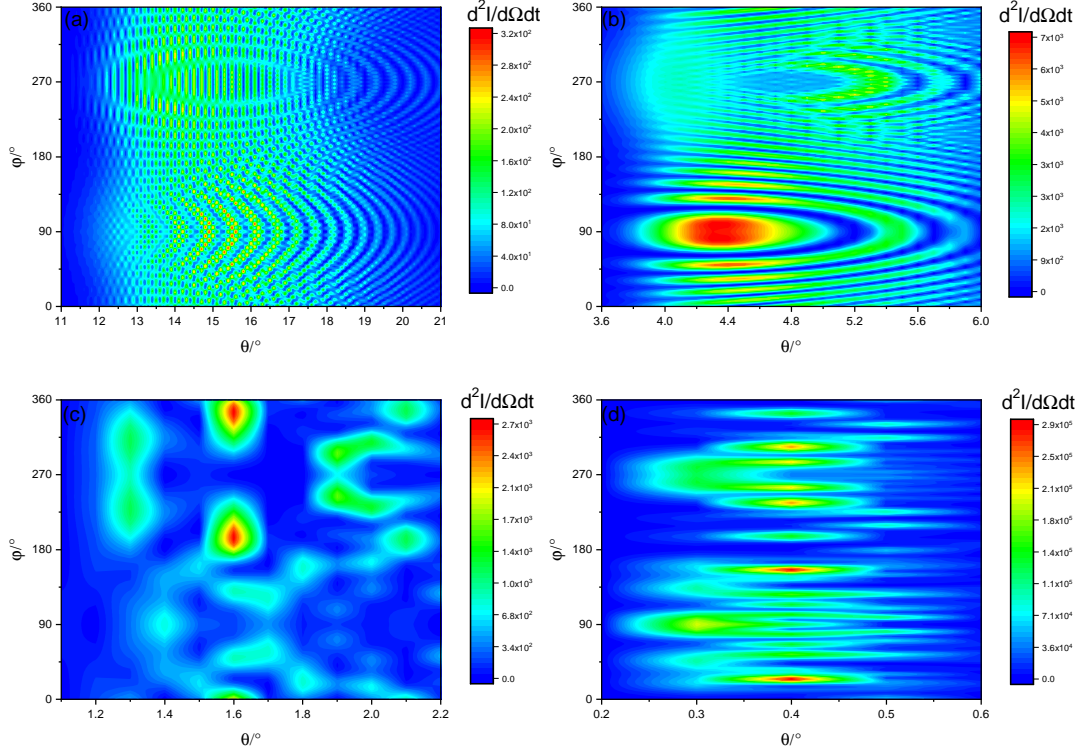 (a)
d²I/dΩdt
360
270
180
90
0
φ/°
11 12 13 14 15 16 17 18 19 20 21
θ/°
3.2x10²
2.8x10²
2.4x10²
2.0x10²
1.6x10²
1.2x10²
8.0x10¹
4.0x10¹
0.0
(b)
d²I/dΩdt
360
270
180
90
0
φ/°
3.6 4.0 4.4 4.8 5.2 5.6 6.0
θ/°
7x10³
6x10³
5x10³
4x10³
3x10³
3x10³
2x10³
9x10²
0
(c)
d²I/dΩdt
360
270
180
90
0
φ/°
1.2 1.4 1.6 1.8 2.0 2.2
θ/°
2.7x10³
2.4x10³
2.1x10³
1.7x10³
1.4x10³
1.0x10³
6.8x10²
3.4x10²
0.0
(d)
d²I/dΩdt
360
270
180
90
0
φ/°
0.2 0.3 0.4 0.5 0.6
θ/°
2.9x10⁵
2.5x10⁵
2.1x10⁵
1.8x10⁵
1.4x10⁵
1.1x10⁵
7.1x10⁴
3.6x10⁴
0.0